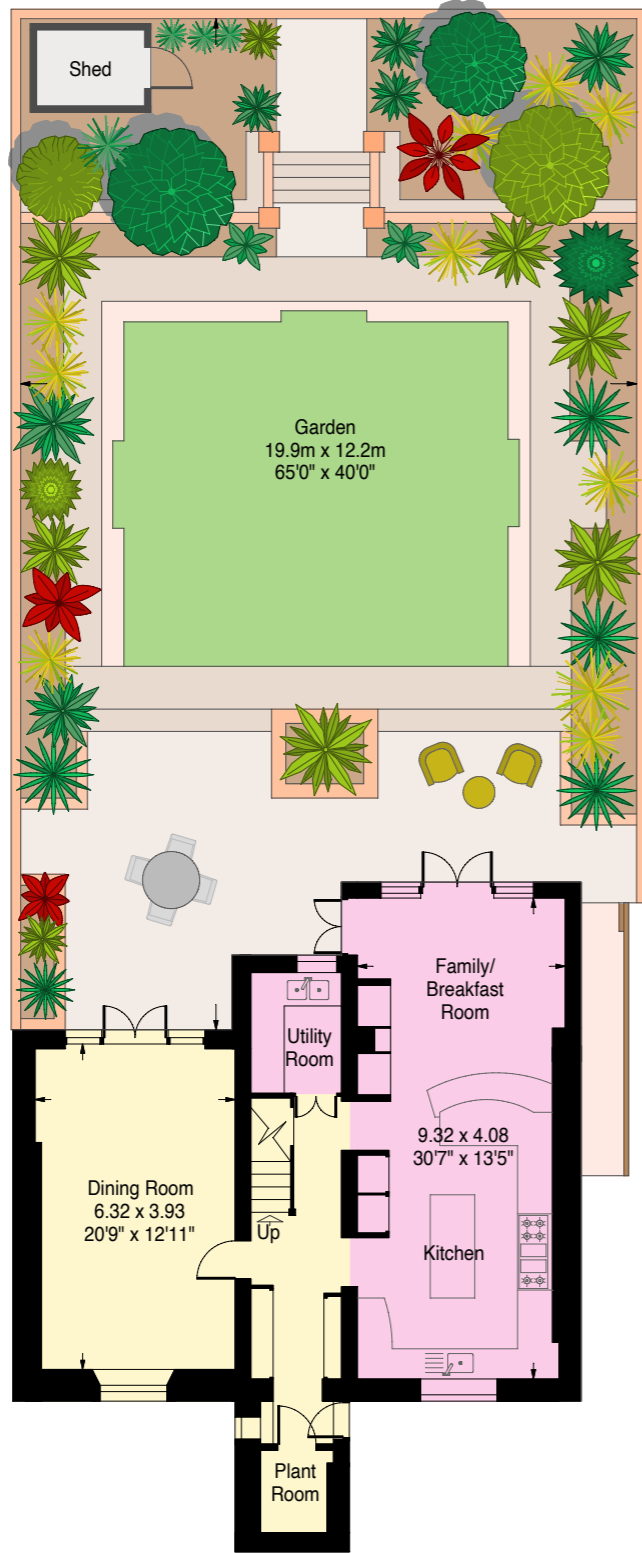 Shed
Garden
19.9m x 12.2m
65'0" x 40'0"
Family/
Breakfast
Room
Utility
Room
9.32 x 4.08
30'7" x 13'5"
Dining Room
6.32 x 3.93
20'9" x 12'11"
Up
Kitchen
Plant
Room